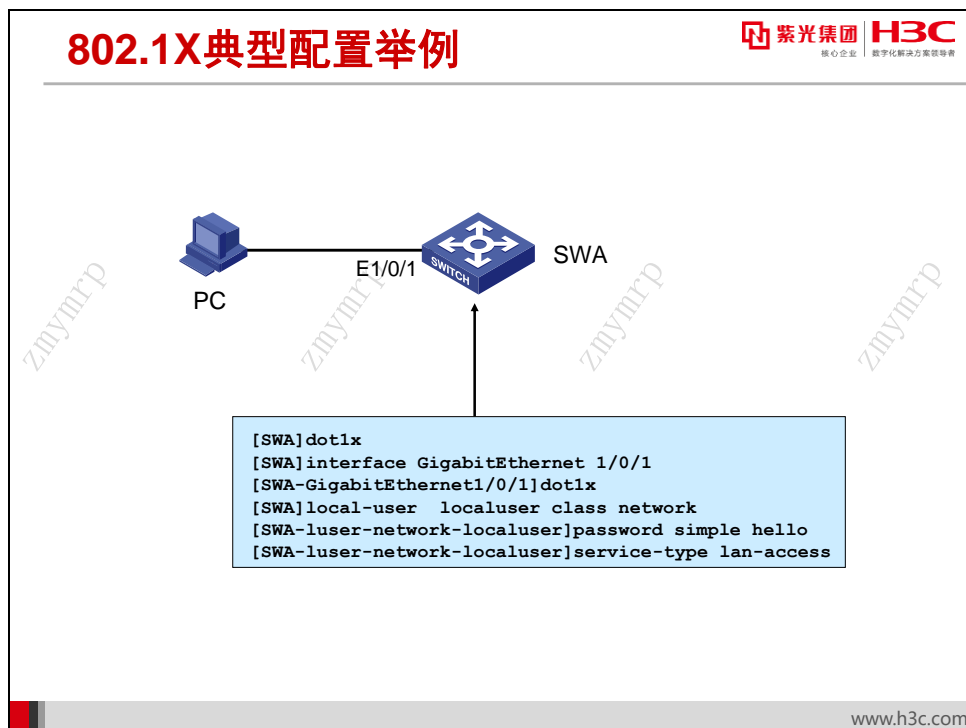 802.1X典型配置举例
紫光集团 H3C
核心企业 数字化解决方案领导者
E1/0/1
SWITCH
SWA
PC
zmymrp zmymrp zmymrp zmymrp
[SWA]dot1x
[SWA]interface GigabitEthernet 1/0/1
[SWA-GigabitEthernet1/0/1]dot1x
[SWA]local-user  localuser class network
[SWA-luser-network-localuser]password simple hello
[SWA-luser-network-localuser]service-type lan-access
www.h3c.com